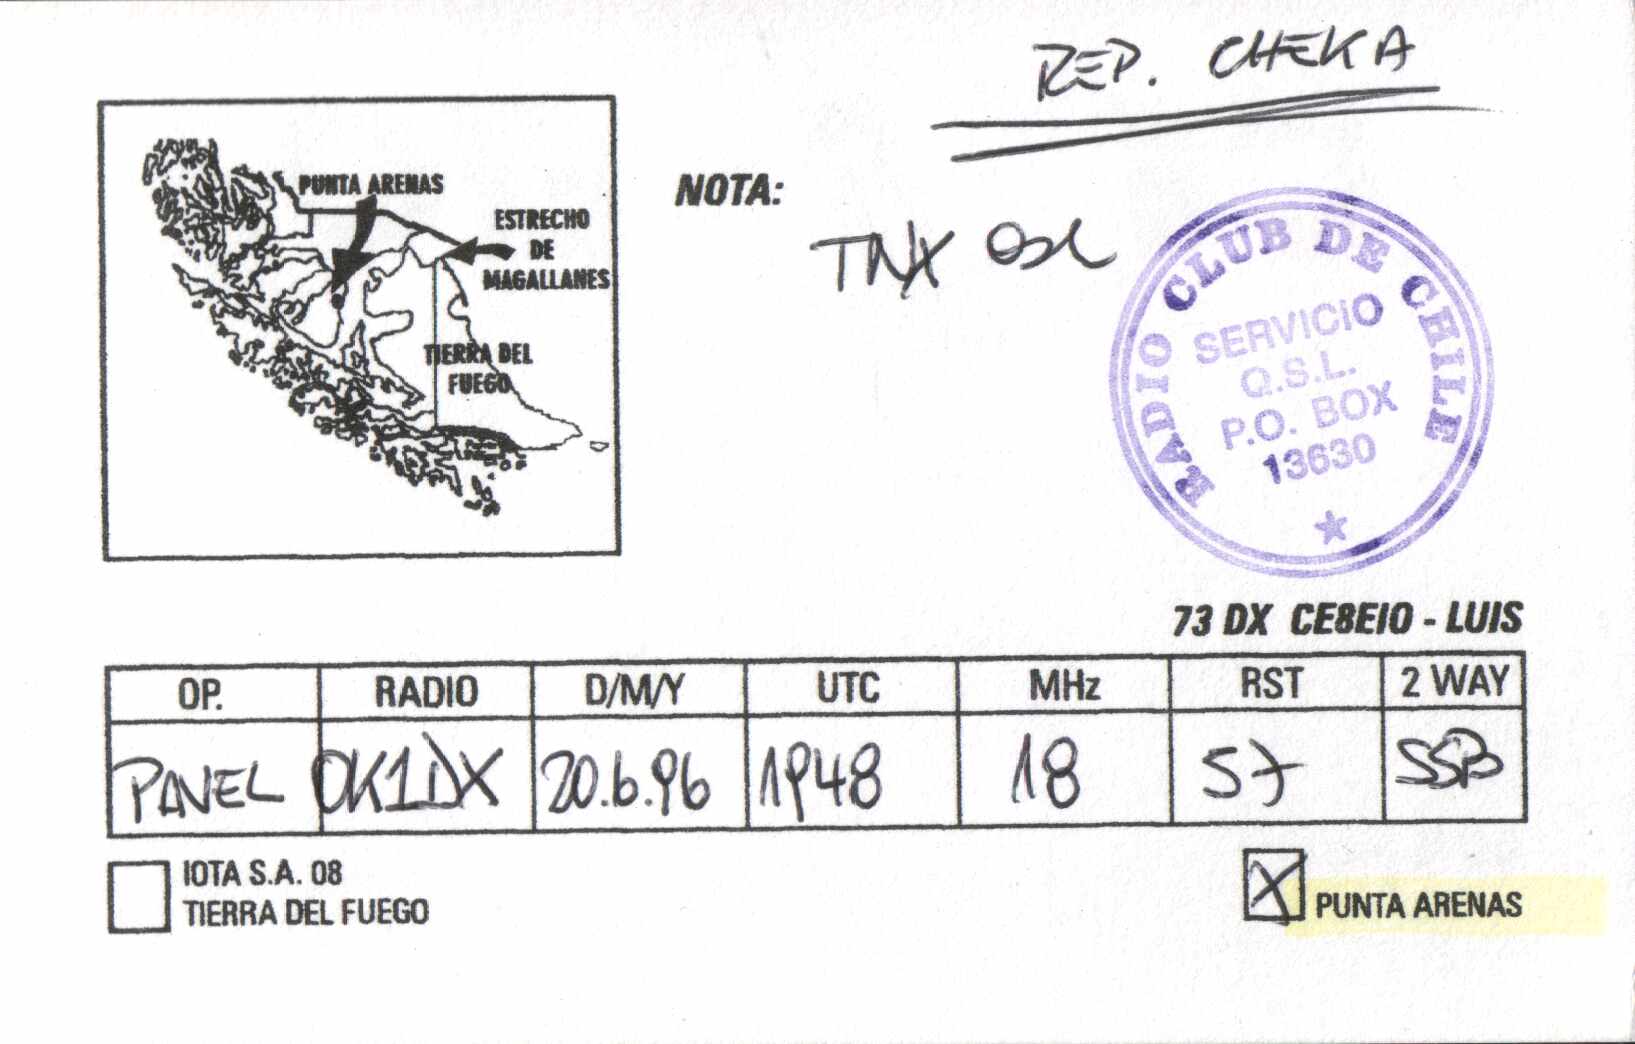 REP. CHEKA
PUNTA ARENAS
ESTRECHO
DE
MAGALLANES
TIERRA DEL
FUEGO
NOTA:
TNX QSL
RADIO CLUB DE CHILE
SERVICIO
Q.S.L.
P.O. BOX
13630
73 DX CE8EIO - LUIS
OP. RADIO D/M/Y UTC MHz RST 2 WAY
PAVEL OK1DX 20.6.96 1948 18 57 SSB
IOTA S.A. 08
TIERRA DEL FUEGO
X PUNTA ARENAS